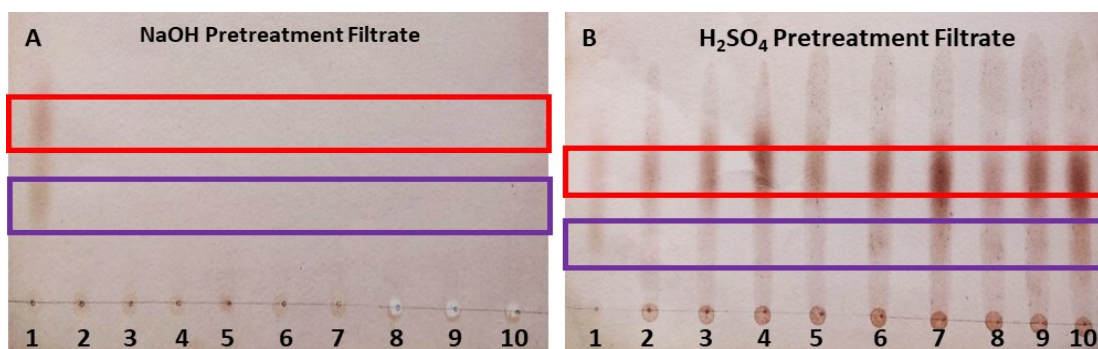 A NaOH Pretreatment Filtrate
1 2 3 4 5 6 7 8 9 10
B H₂SO₄ Pretreatment Filtrate
1 2 3 4 5 6 7 8 9 10